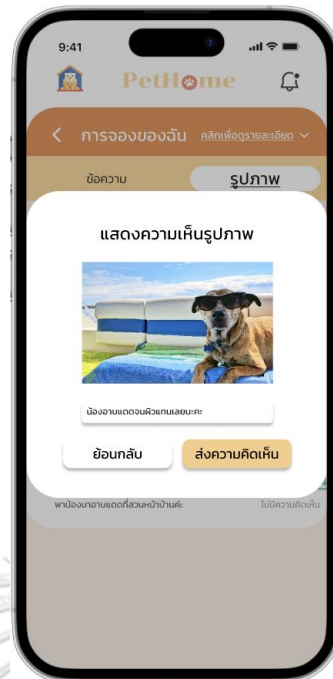 9:41
PetHome
การจองของฉัน คลิกเพื่อดูรายละเอียด
ข้อความ รูปภาพ
แสดงความเห็นรูปภาพ
น้องอาบแดดจนผิวแทนเลยนะคะ
ย้อนกลับ ส่งความคิดเห็น
พาน้องมาอาบแดดที่สวนหน้าบ้านค่ะ ไม่มีความคิดเห็น